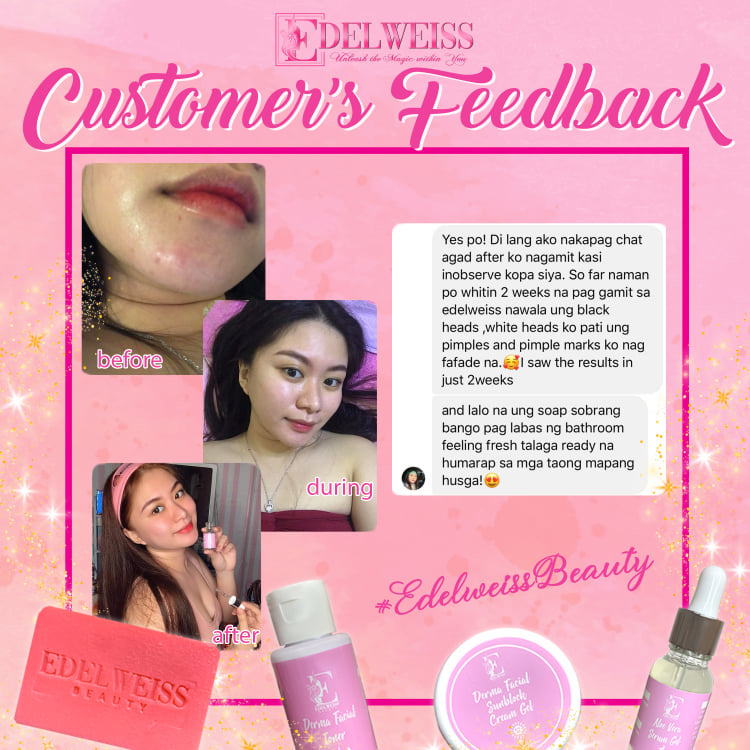 EDELWEISS
Unleash the Magic within You
Customer's Feedback
before
during
after
Yes po! Di lang ako nakapag chat
agad after ko nagamit kasi
inobserve kopa siya. So far naman
po whitin 2 weeks na pag gamit sa
edelweiss nawala ung black
heads ,white heads ko pati ung
pimples and pimple marks ko nag
fafade na.🥰I saw the results in
just 2weeks
and lalo na ung soap sobrang
bango pag labas ng bathroom
feeling fresh talaga ready na
humarap sa mga taong mapang
husga!😍
#EdelweissBeauty
EDELWEISS
BEAUTY
Derma Facial
Toner
Derma Facial
Sunblock
Cream Gel
Aloe Vera
Serum Gel